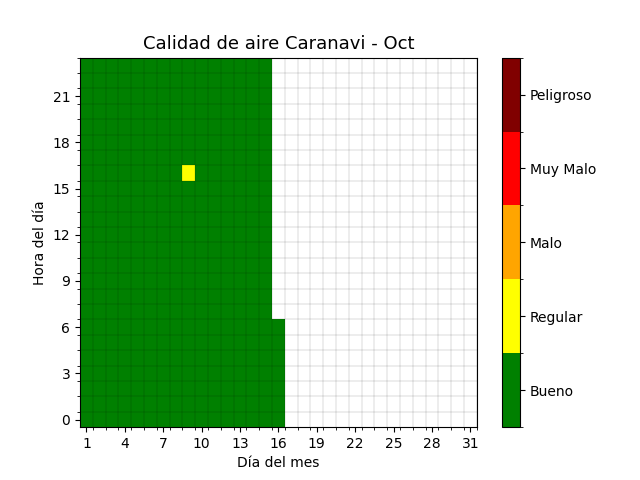 Calidad de aire Caranavi - Oct
Hora del día
21
18
15
12
9
6
3
0
1 4 7 10 13 16 19 22 25 28 31
Día del mes
Peligroso
Muy Malo
Malo
Regular
Bueno